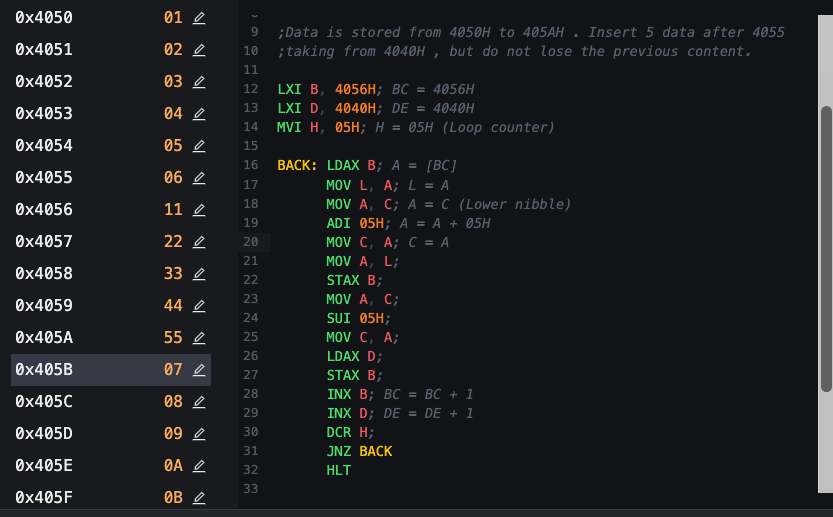 0x4050 01
0x4051 02
0x4052 03
0x4053 04
0x4054 05
0x4055 06
0x4056 11
0x4057 22
0x4058 33
0x4059 44
0x405A 55
0x405B 07
0x405C 08
0x405D 09
0x405E 0A
0x405F 0B
9 ;Data is stored from 4050H to 405AH . Insert 5 data after 4055
10 ;taking from 4040H , but do not lose the previous content.
11
12 LXI B, 4056H; BC = 4056H
13 LXI D, 4040H; DE = 4040H
14 MVI H, 05H; H = 05H (Loop counter)
15
16 BACK: LDAX B; A = [BC]
17 MOV L, A; L = A
18 MOV A, C; A = C (Lower nibble)
19 ADI 05H; A = A + 05H
20 MOV C, A; C = A
21 MOV A, L;
22 STAX B;
23 MOV A, C;
24 SUI 05H;
25 MOV C, A;
26 LDAX D;
27 STAX B;
28 INX B; BC = BC + 1
29 INX D; DE = DE + 1
30 DCR H;
31 JNZ BACK
32 HLT
33